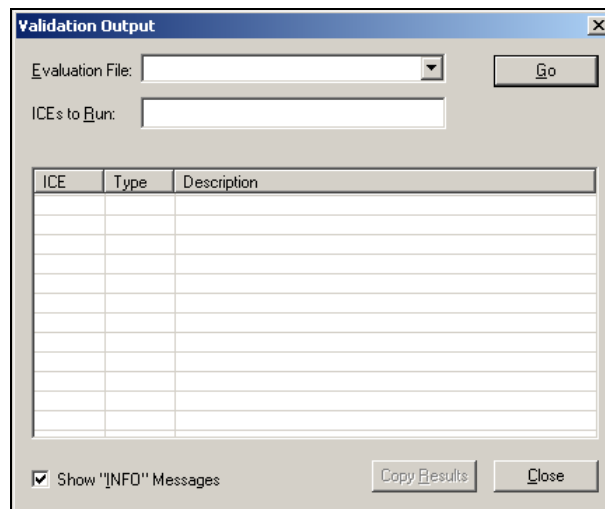 Validation Output
Evaluation File:
Go
ICEs to Run:
ICE Type Description
Show "INFO" Messages
Copy Results
Close